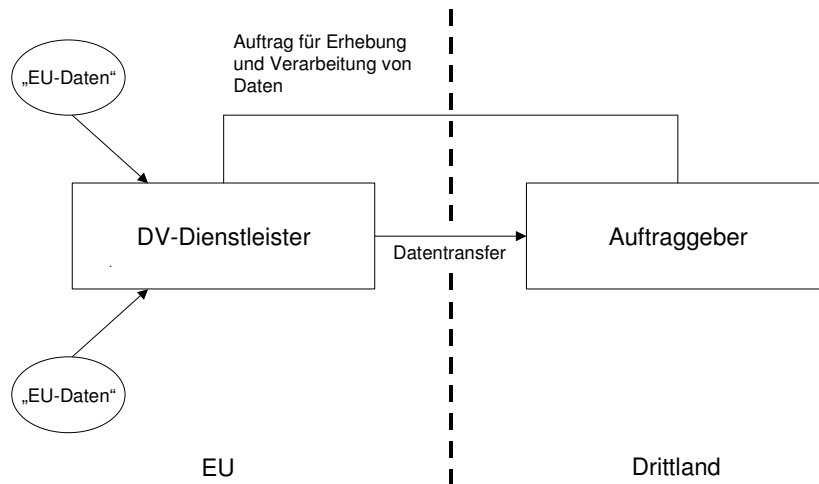 Auftrag für Erhebung
und Verarbeitung von
Daten
„EU-Daten“
DV-Dienstleister
Datentransfer
Auftraggeber
„EU-Daten“
EU
Drittland